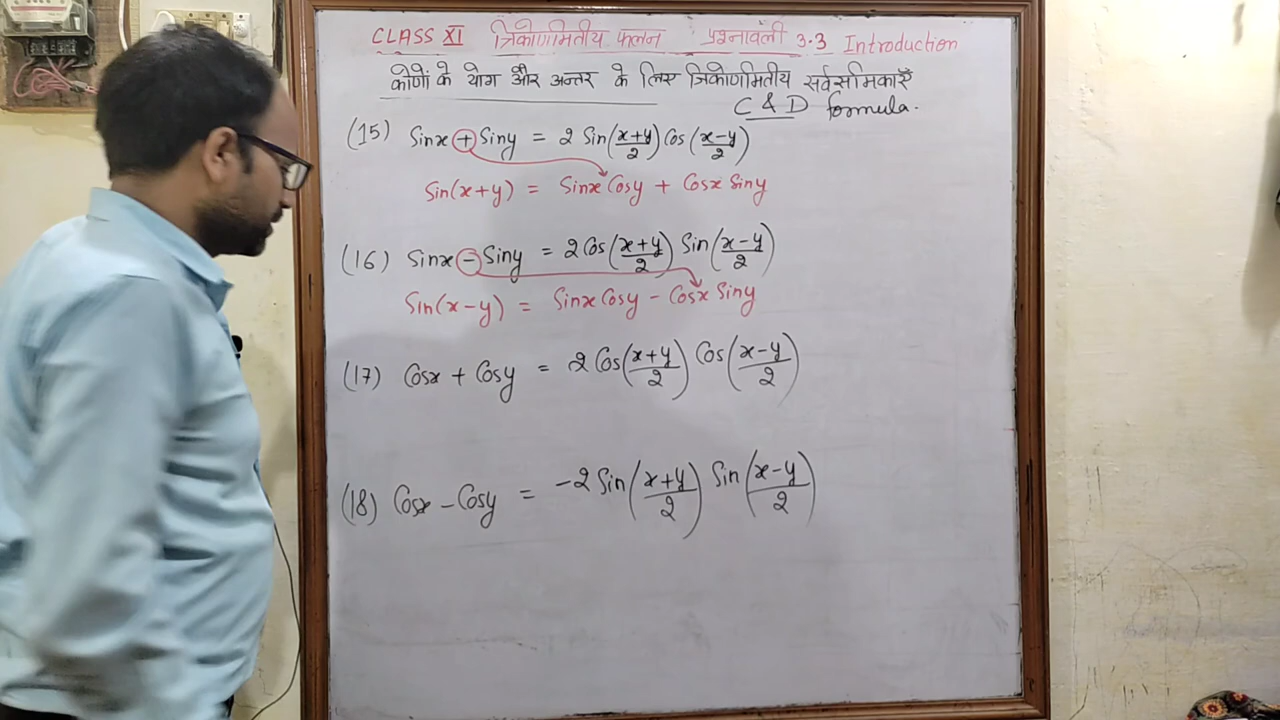 CLASS XI त्रिकोणमितीय फलन प्रश्नावली 3.3 Introduction
कोणों के योग और अन्तर के लिए त्रिकोणमितीय सर्वसमिकाएँ
C & D formula.
(15) Sinx + Siny = 2 Sin(x+y/2) Cos(x-y/2)
Sin(x+y) = Sinx Cosy + Cosx Siny
(16) Sinx - Siny = 2 Cos(x+y/2) Sin(x-y/2)
Sin(x-y) = Sinx Cosy - Cosx Siny
(17) Cosx + Cosy = 2 Cos(x+y/2) Cos(x-y/2)
(18) Cosx - Cosy = -2 Sin(x+y/2) Sin(x-y/2)